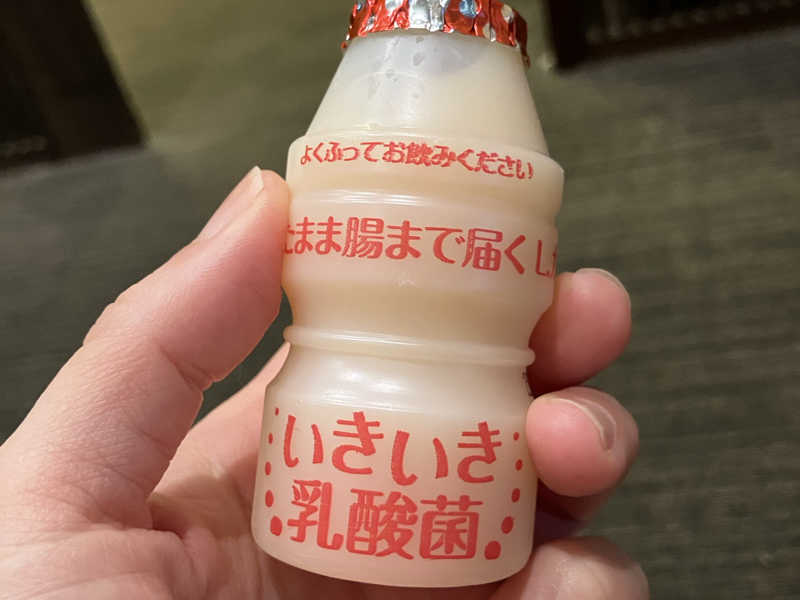 よくふってお飲みください
たまま腸まで届くし
いきいき
乳酸菌